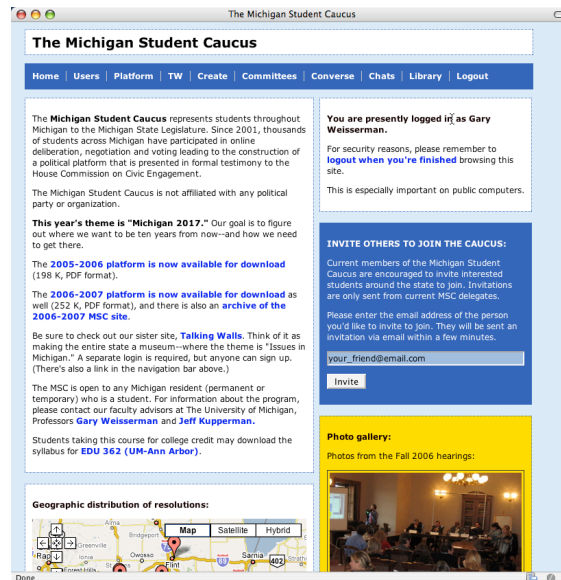 The Michigan Student Caucus
The Michigan Student Caucus
Home | Users | Platform | TW | Create | Committees | Converse | Chats | Library | Logout
The Michigan Student Caucus represents students throughout
Michigan to the Michigan State Legislature. Since 2001, thousands
of students across Michigan have participated in online
deliberation, negotiation and voting leading to the construction of
a political platform that is presented in formal testimony to the
House Commission on Civic Engagement.
The Michigan Student Caucus is not affiliated with any political
party or organization.
This year's theme is "Michigan 2017." Our goal is to figure
out where we want to be ten years from now--and how we need
to get there.
The 2005-2006 platform is now available for download
(198 K, PDF format).
The 2006-2007 platform is now available for download as
well (252 K, PDF format), and there is also an archive of the
2006-2007 MSC site.
Be sure to check out our sister site, Talking Walls. Think of it as
making the entire state a museum--where the theme is "Issues in
Michigan." A separate login is required, but anyone can sign up.
(There's also a link in the navigation bar above.)
The MSC is open to any Michigan resident (permanent or
temporary) who is a student. For information about the program,
please contact our faculty advisors at The University of Michigan,
Professors Gary Weisserman and Jeff Kupperman.
Students taking this course for college credit may download the
syllabus for EDU 362 (UM-Ann Arbor).
Geographic distribution of resolutions:
Map Satellite Hybrid
Alma
Bridgeport
Greenville
Rap
Ionia
Owosso
Flint
Sarnia
402
Strath
69
Forest Hills
You are presently logged in as Gary
Weisserman.
For security reasons, please remember to
logout when you're finished browsing this
site.
This is especially important on public computers.
INVITE OTHERS TO JOIN THE CAUCUS:
Current members of the Michigan Student
Caucus are encouraged to invite interested
students around the state to join. Invitations
are only sent from current MSC delegates.
Please enter the email address of the person
you'd like to invite to join. They will be sent an
invitation via email within a few minutes.
your_friend@email.com
Invite
Photo gallery:
Photos from the Fall 2006 hearings:
Done